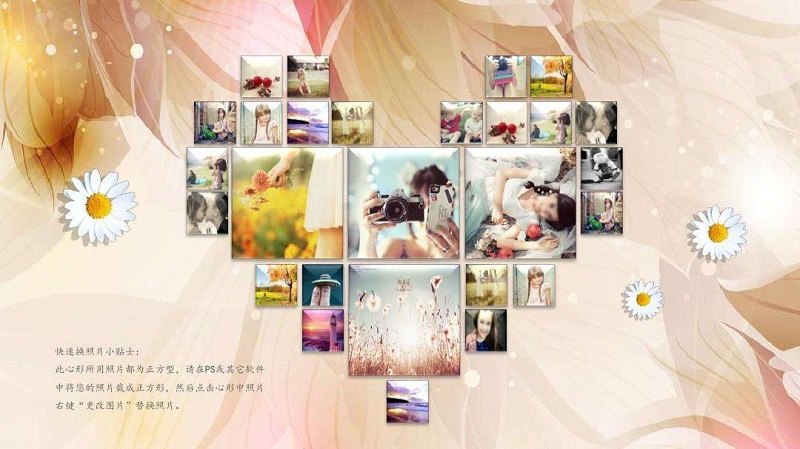 快速换照片小贴士：
此心形所用照片都为正方型，请在PS或其它软件
中将您的照片裁成正方形，然后点击心形中照片
右键“更改图片”替换照片。